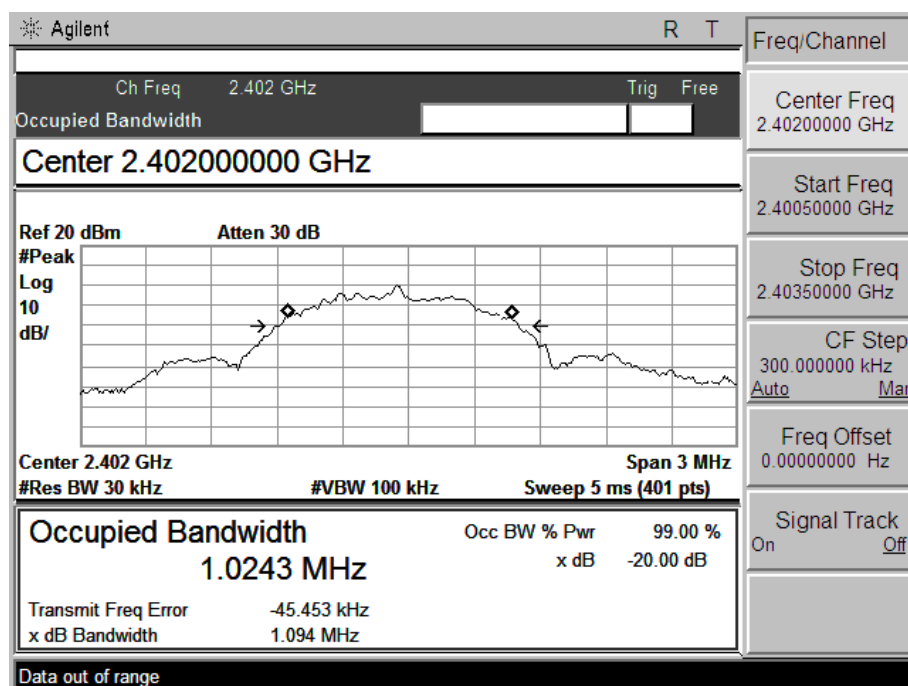 Agilent R T
Ch Freq 2.402 GHz Trig Free
Occupied Bandwidth
Center 2.402000000 GHz
Ref 20 dBm Atten 30 dB
#Peak
Log
10
dB/
Center 2.402 GHz Span 3 MHz
#Res BW 30 kHz #VBW 100 kHz Sweep 5 ms (401 pts)
Occupied Bandwidth Occ BW % Pwr 99.00 %
1.0243 MHz x dB -20.00 dB
Transmit Freq Error -45.453 kHz
x dB Bandwidth 1.094 MHz
Data out of range
Freq/Channel
Center Freq
2.40200000 GHz
Start Freq
2.40050000 GHz
Stop Freq
2.40350000 GHz
CF Step
300.000000 kHz
Auto Mar
Freq Offset
0.00000000 Hz
Signal Track
On Off